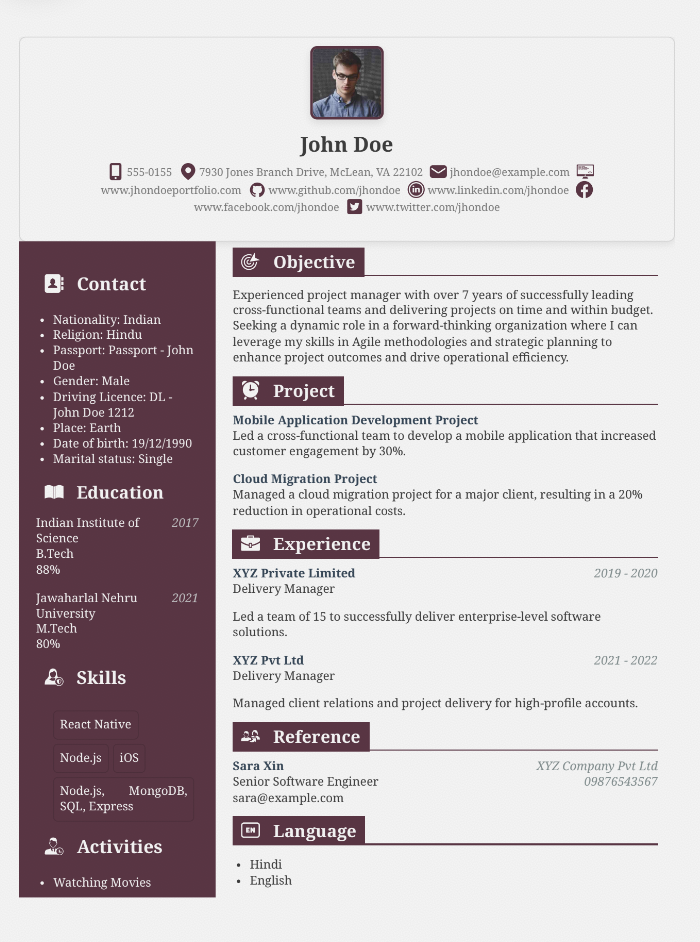 John Doe
555-0155 7930 Jones Branch Drive, McLean, VA 22102 jhondoe@example.com
www.jhondoeportfolio.com www.github.com/jhondoe www.linkedin.com/jhondoe
www.facebook.com/jhondoe www.twitter.com/jhondoe
Contact
• Nationality: Indian
• Religion: Hindu
• Passport: Passport - John
Doe
• Gender: Male
• Driving Licence: DL -
John Doe 1212
• Place: Earth
• Date of birth: 19/12/1990
• Marital status: Single
Education
Indian Institute of 2017
Science
B.Tech
88%
Jawaharlal Nehru 2021
University
M.Tech
80%
Skills
React Native
Node.js iOS
Node.js, MongoDB,
SQL, Express
Activities
• Watching Movies
Objective
Experienced project manager with over 7 years of successfully leading
cross-functional teams and delivering projects on time and within budget.
Seeking a dynamic role in a forward-thinking organization where I can
leverage my skills in Agile methodologies and strategic planning to
enhance project outcomes and drive operational efficiency.
Project
Mobile Application Development Project
Led a cross-functional team to develop a mobile application that increased
customer engagement by 30%.
Cloud Migration Project
Managed a cloud migration project for a major client, resulting in a 20%
reduction in operational costs.
Experience
XYZ Private Limited 2019 - 2020
Delivery Manager
Led a team of 15 to successfully deliver enterprise-level software
solutions.
XYZ Pvt Ltd 2021 - 2022
Delivery Manager
Managed client relations and project delivery for high-profile accounts.
Reference
Sara Xin XYZ Company Pvt Ltd
Senior Software Engineer 09876543567
sara@example.com
EN Language
• Hindi
• English